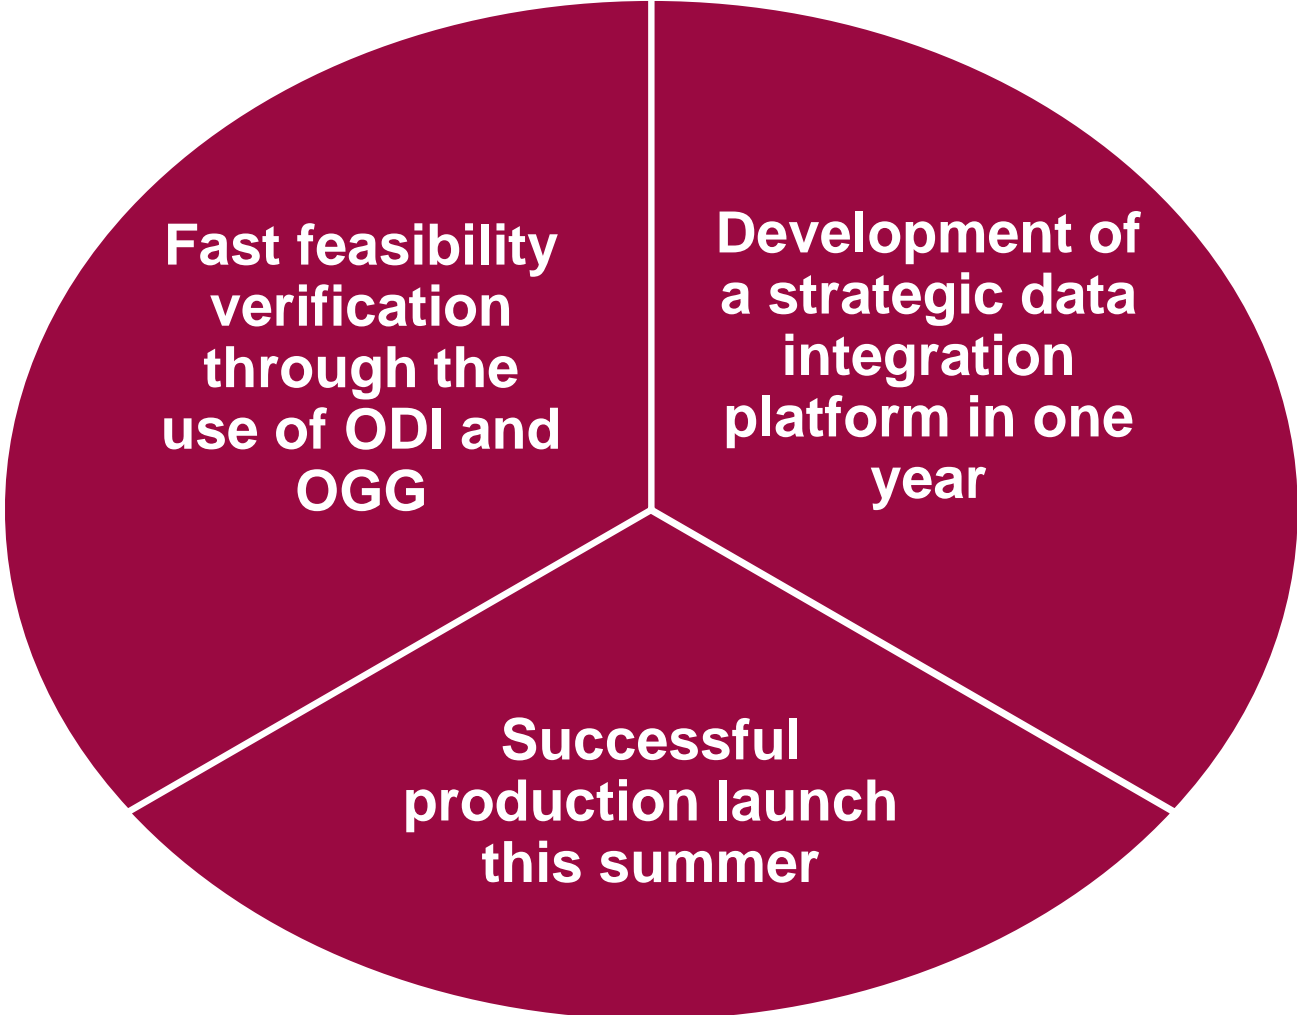 Fast feasibility
verification
through the
use of ODI and
OGG
Development of
a strategic data
integration
platform in one
year
Successful
production launch
this summer